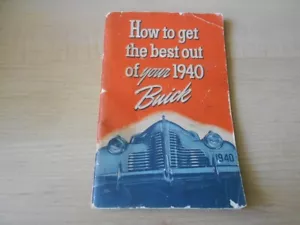 How to get
the best out
of your 1940
Buick
1940